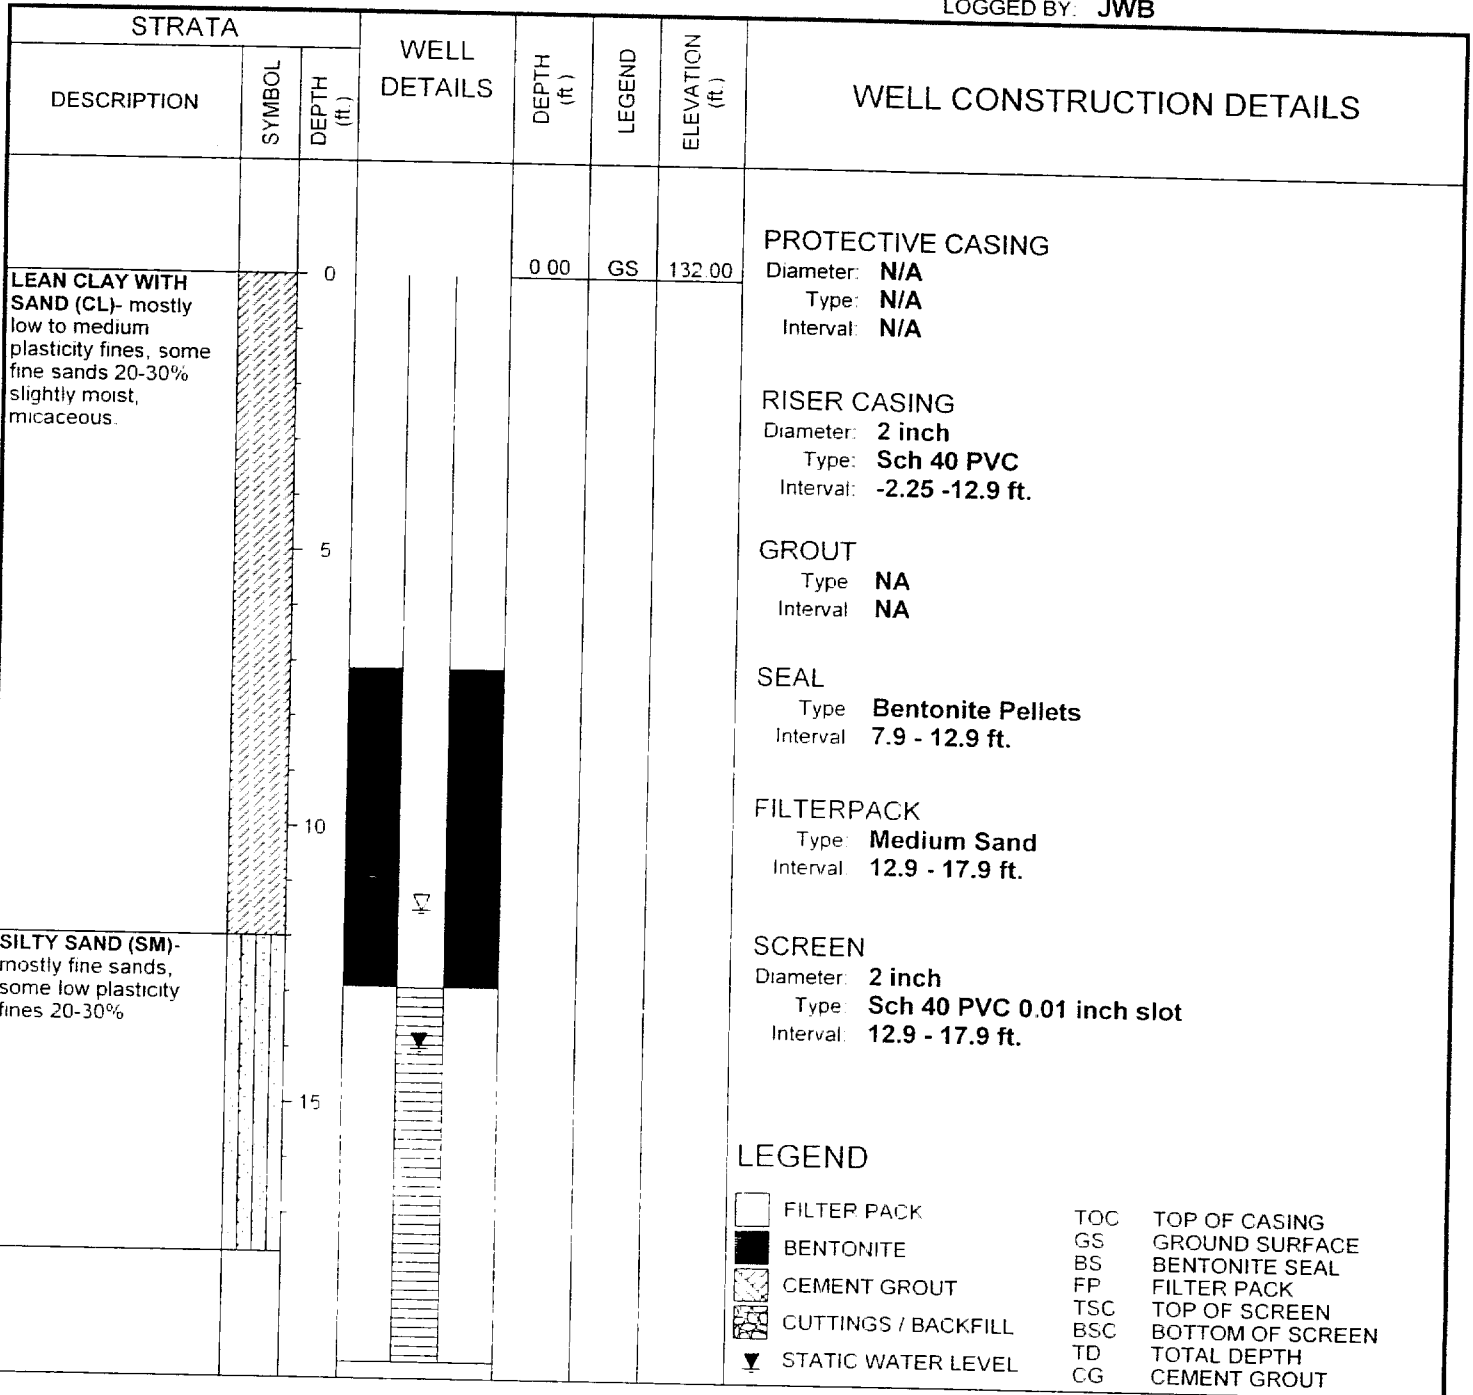 LOGGED BY: JWB
STRATA
DESCRIPTION
SYMBOL
DEPTH (ft.)
WELL DETAILS
DEPTH (ft)
LEGEND
ELEVATION (ft.)
WELL CONSTRUCTION DETAILS
0.00 GS 132.00
LEAN CLAY WITH
SAND (CL)- mostly
low to medium
plasticity fines, some
fine sands 20-30%
slightly moist,
micaceous.
0
5
10
15
SILTY SAND (SM)-
mostly fine sands,
some low plasticity
fines 20-30%
PROTECTIVE CASING
Diameter: N/A
Type: N/A
Interval: N/A
RISER CASING
Diameter: 2 inch
Type: Sch 40 PVC
Interval: -2.25 -12.9 ft.
GROUT
Type NA
Interval NA
SEAL
Type Bentonite Pellets
Interval 7.9 - 12.9 ft.
FILTERPACK
Type: Medium Sand
Interval 12.9 - 17.9 ft.
SCREEN
Diameter: 2 inch
Type: Sch 40 PVC 0.01 inch slot
Interval: 12.9 - 17.9 ft.
LEGEND
FILTER PACK
BENTONITE
CEMENT GROUT
CUTTINGS / BACKFILL
STATIC WATER LEVEL
TOC TOP OF CASING
GS GROUND SURFACE
BS BENTONITE SEAL
FP FILTER PACK
TSC TOP OF SCREEN
BSC BOTTOM OF SCREEN
TD TOTAL DEPTH
CG CEMENT GROUT